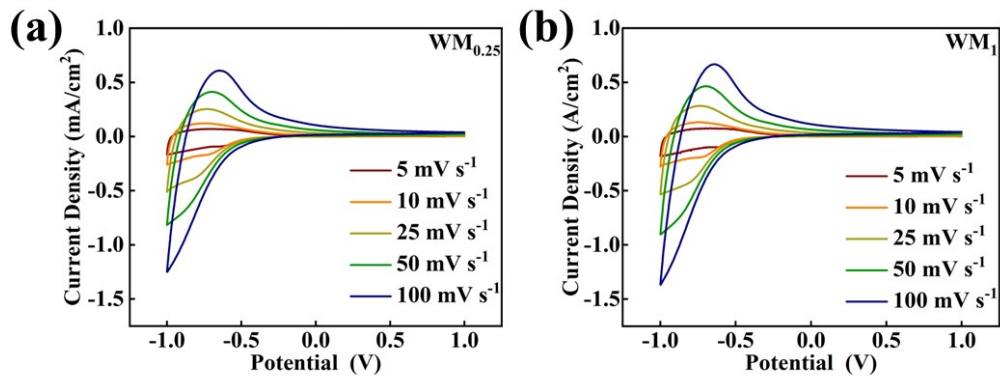 (a)
WM0.25
Current Density (mA/cm²)
1.0
0.5
0.0
-0.5
-1.0
-1.5
5 mV s⁻¹
10 mV s⁻¹
25 mV s⁻¹
50 mV s⁻¹
100 mV s⁻¹
-1.0 -0.5 0.0 0.5 1.0
Potential (V)
(b)
WM1
Current Density (A/cm²)
1.0
0.5
0.0
-0.5
-1.0
-1.5
5 mV s⁻¹
10 mV s⁻¹
25 mV s⁻¹
50 mV s⁻¹
100 mV s⁻¹
-1.0 -0.5 0.0 0.5 1.0
Potential (V)